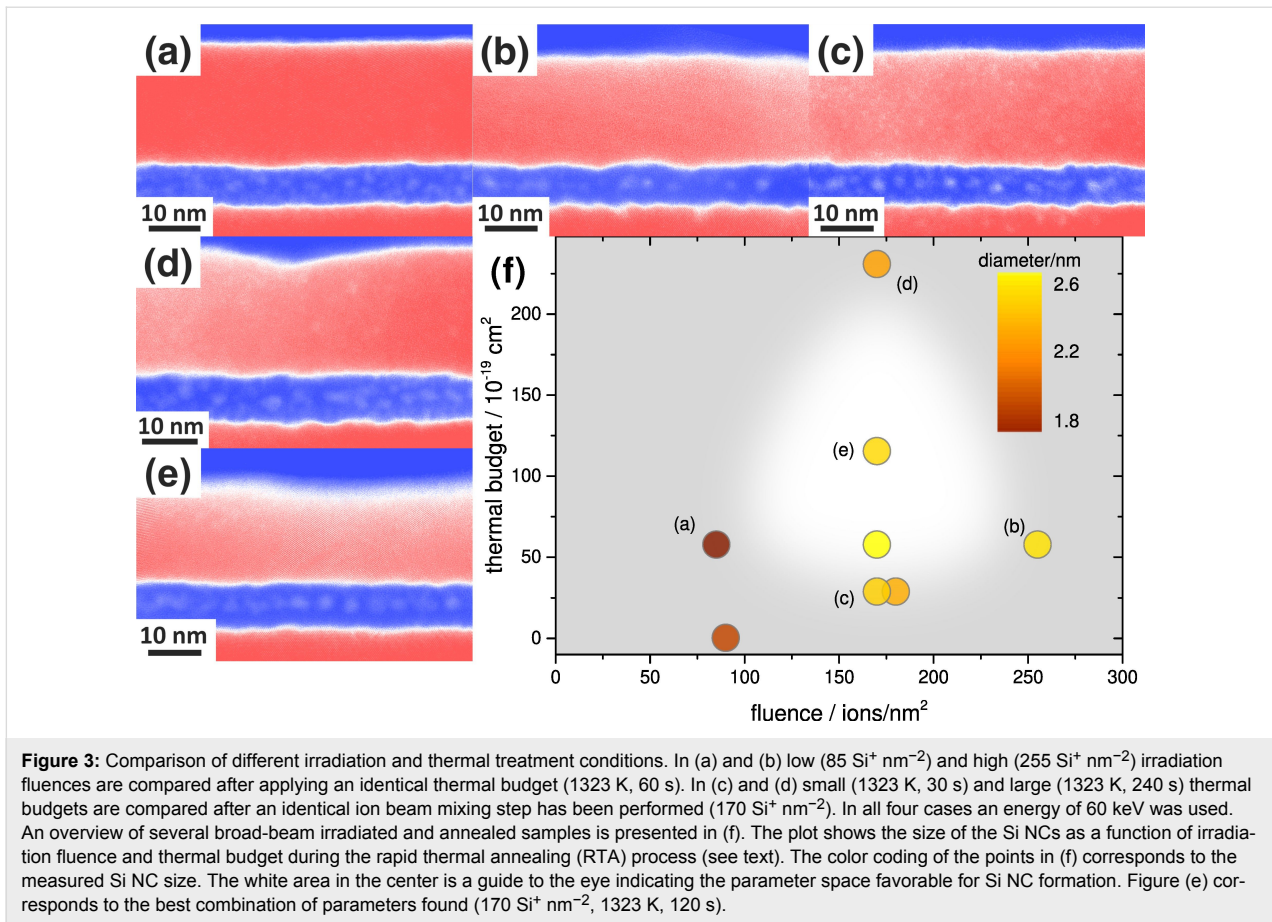 (a)
(b)
(c)
10 nm
10 nm
10 nm
(d)
10 nm
(e)
10 nm
(f)
diameter/nm
2.6
2.2
1.8
(d)
(e)
(a)
(b)
(c)
thermal budget / 10⁻¹⁹ cm²
200
150
100
50
0
0 50 100 150 200 250 300
fluence / ions/nm²
Figure 3: Comparison of different irradiation and thermal treatment conditions. In (a) and (b) low (85 Si⁺ nm⁻²) and high (255 Si⁺ nm⁻²) irradiation
fluences are compared after applying an identical thermal budget (1323 K, 60 s). In (c) and (d) small (1323 K, 30 s) and large (1323 K, 240 s) thermal
budgets are compared after an identical ion beam mixing step has been performed (170 Si⁺ nm⁻²). In all four cases an energy of 60 keV was used.
An overview of several broad-beam irradiated and annealed samples is presented in (f). The plot shows the size of the Si NCs as a function of irradia-
tion fluence and thermal budget during the rapid thermal annealing (RTA) process (see text). The color coding of the points in (f) corresponds to the
measured Si NC size. The white area in the center is a guide to the eye indicating the parameter space favorable for Si NC formation. Figure (e) cor-
responds to the best combination of parameters found (170 Si⁺ nm⁻², 1323 K, 120 s).